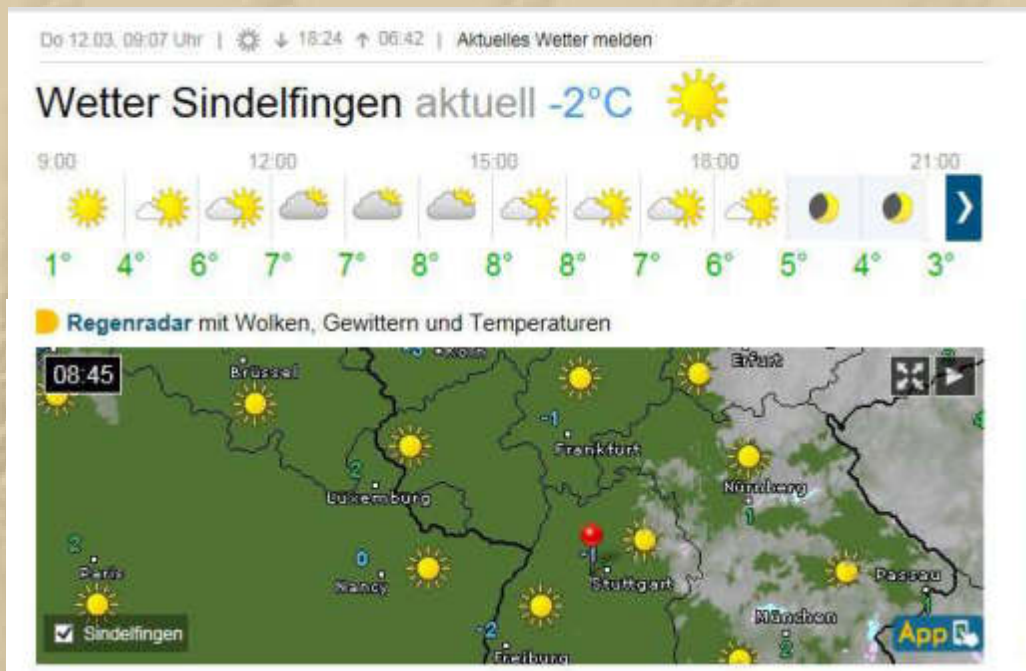 Do 12.03. 09:07 Uhr | ↓ 18:24 ↑ 06:42 | Aktuelles Wetter melden
Wetter Sindelfingen aktuell -2°C
9:00 12:00 15:00 18:00 21:00
1° 4° 6° 7° 7° 8° 8° 8° 7° 6° 5° 4° 3°
Regenradar mit Wolken, Gewittern und Temperaturen
08:45
Köln
Erfurt
Brüssel
-1
Frankfurt
2
Luxemburg
Nürnberg
1
2
Paris
0
Nancy
-1
Stuttgart
Passau
1
München
2
-2
Freiburg
Sindelfingen
App